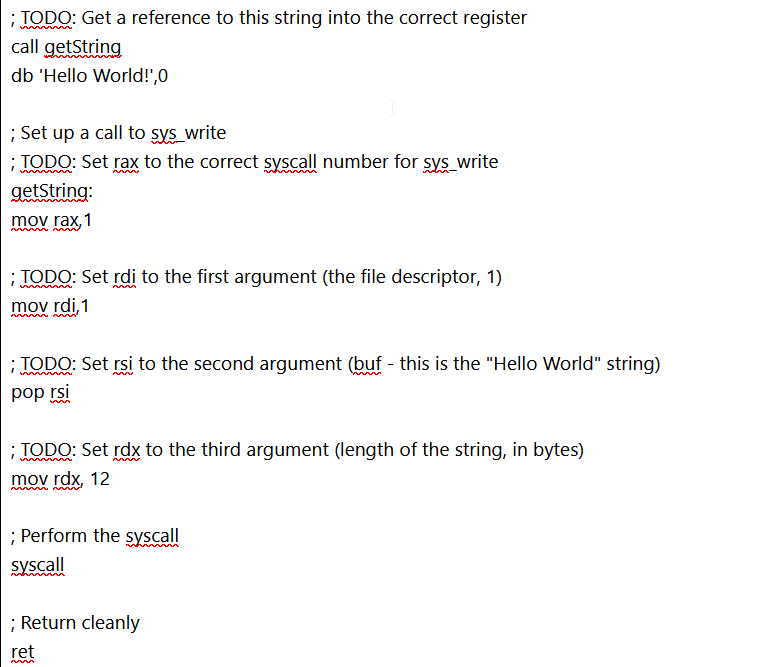 ; TODO: Get a reference to this string into the correct register
call getString
db 'Hello World!',0
; Set up a call to sys_write
; TODO: Set rax to the correct syscall number for sys_write
getString:
mov rax,1
; TODO: Set rdi to the first argument (the file descriptor, 1)
mov rdi,1
; TODO: Set rsi to the second argument (buf - this is the "Hello World" string)
pop rsi
; TODO: Set rdx to the third argument (length of the string, in bytes)
mov rdx, 12
; Perform the syscall
syscall
; Return cleanly
ret